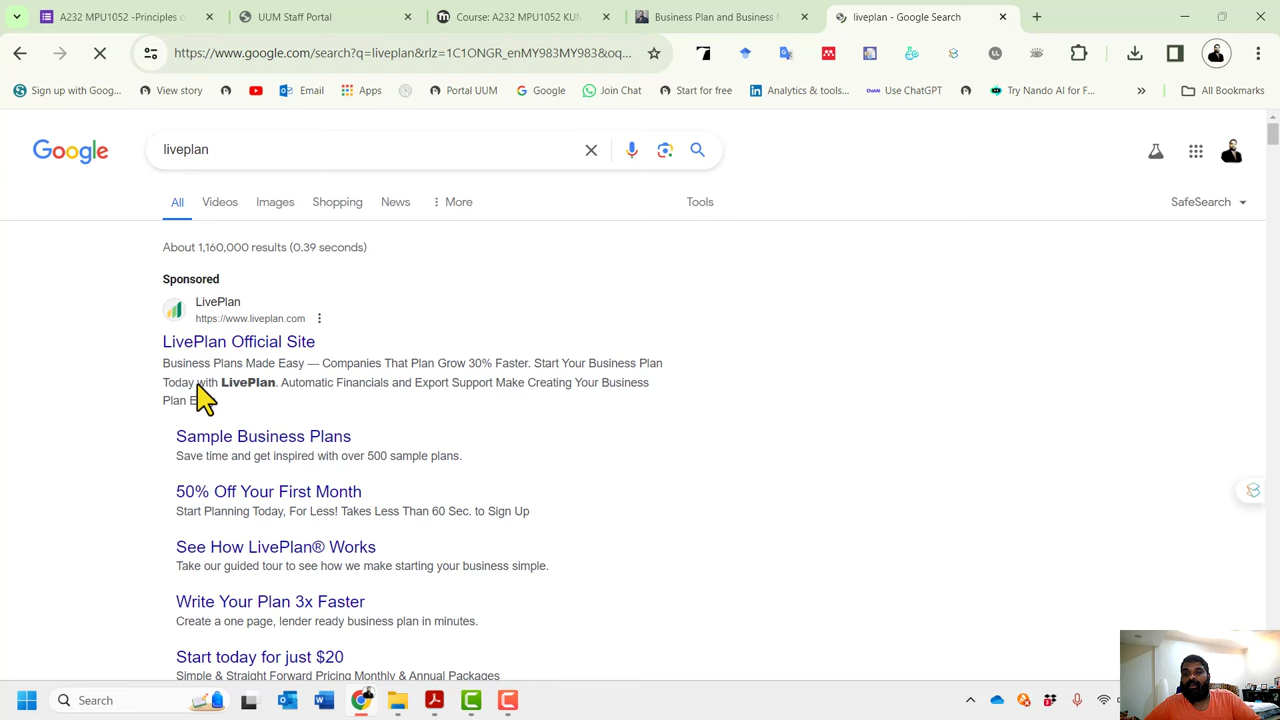 A232 MPU1052 -Principles o
UUM Staff Portal
Course: A232 MPU1052 KUM
Business Plan and Business M
liveplan - Google Search
https://www.google.com/search?q=liveplan&rlz=1C1ONGR_enMY983MY983&oq...
Sign up with Goog...
View story
Email
Apps
Portal UUM
Google
Join Chat
Start for free
Analytics & tools...
Use ChatGPT
Try Nando AI for F...
All Bookmarks
Google
liveplan
All
Videos
Images
Shopping
News
More
Tools
SafeSearch
About 1,160,000 results (0.39 seconds)
Sponsored
LivePlan
https://www.liveplan.com
LivePlan Official Site
Business Plans Made Easy — Companies That Plan Grow 30% Faster. Start Your Business Plan
Today with LivePlan. Automatic Financials and Export Support Make Creating Your Business
Plan
Sample Business Plans
Save time and get inspired with over 500 sample plans.
50% Off Your First Month
Start Planning Today, For Less! Takes Less Than 60 Sec. to Sign Up
See How LivePlan® Works
Take our guided tour to see how we make starting your business simple.
Write Your Plan 3x Faster
Create a one page, lender ready business plan in minutes.
Start today for just $20
Simple & Straight Forward Pricing Monthly & Annual Packages
Search